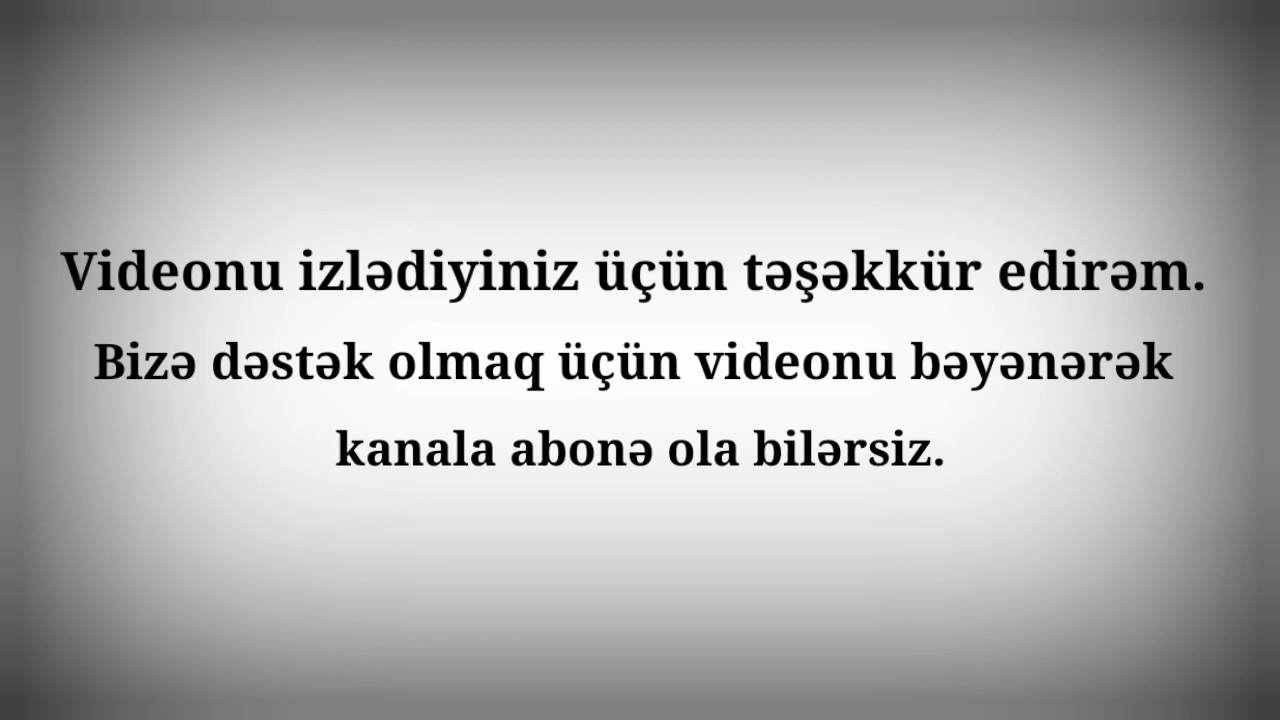 Videonu izlədiyiniz üçün təşəkkür edirəm.
Bizə dəstək olmaq üçün videonu bəyənərək
kanala abonə ola bilərsiz.